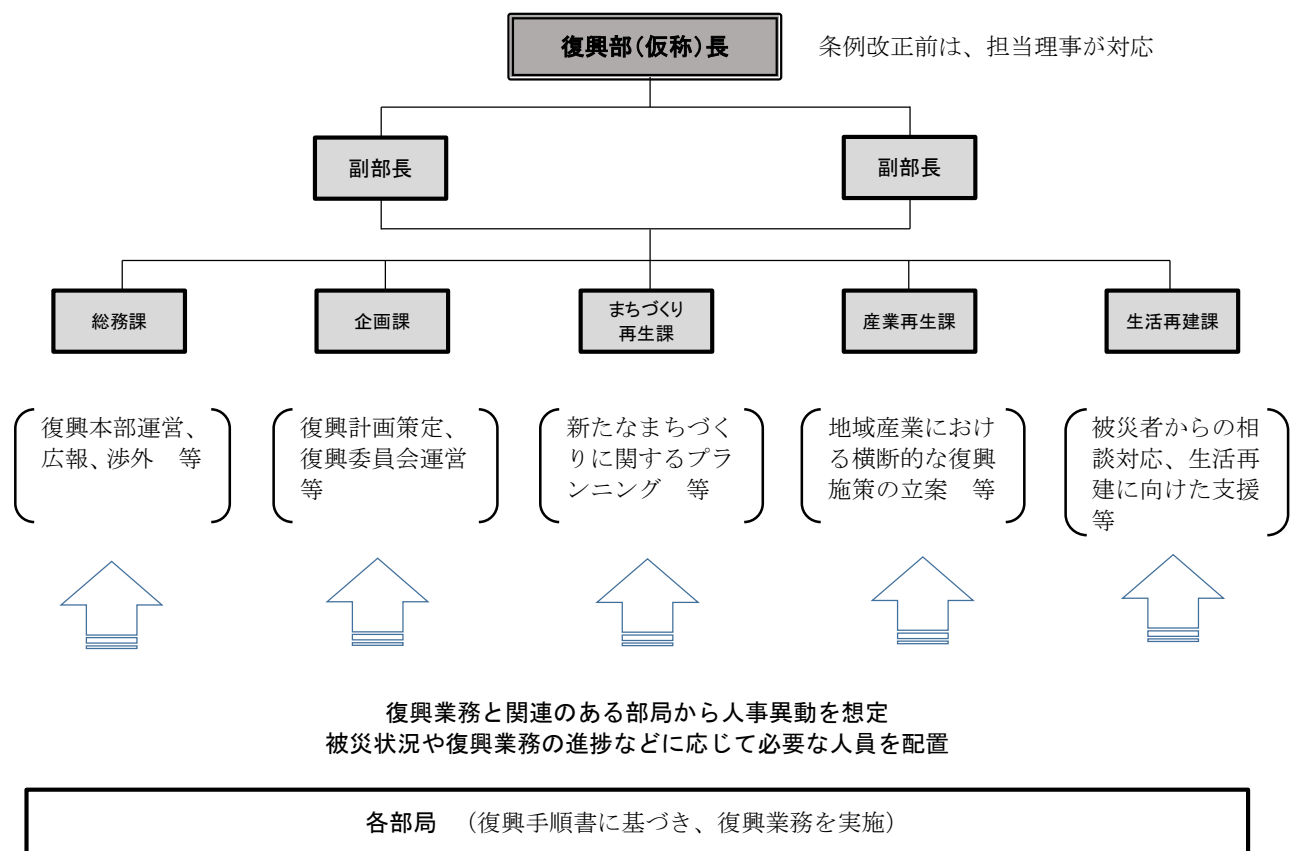 復興部(仮称)長
条例改正前は、担当理事が対応
副部長
副部長
総務課
企画課
まちづくり
再生課
産業再生課
生活再建課
復興本部運営、
広報、渉外　等
復興計画策定、
復興委員会運営
等
新たなまちづく
りに関するプラ
ンニング　等
地域産業におけ
る横断的な復興
施策の立案　等
被災者からの相
談対応、生活再
建に向けた支援
等
復興業務と関連のある部局から人事異動を想定
被災状況や復興業務の進捗などに応じて必要な人員を配置
各部局　（復興手順書に基づき、復興業務を実施）